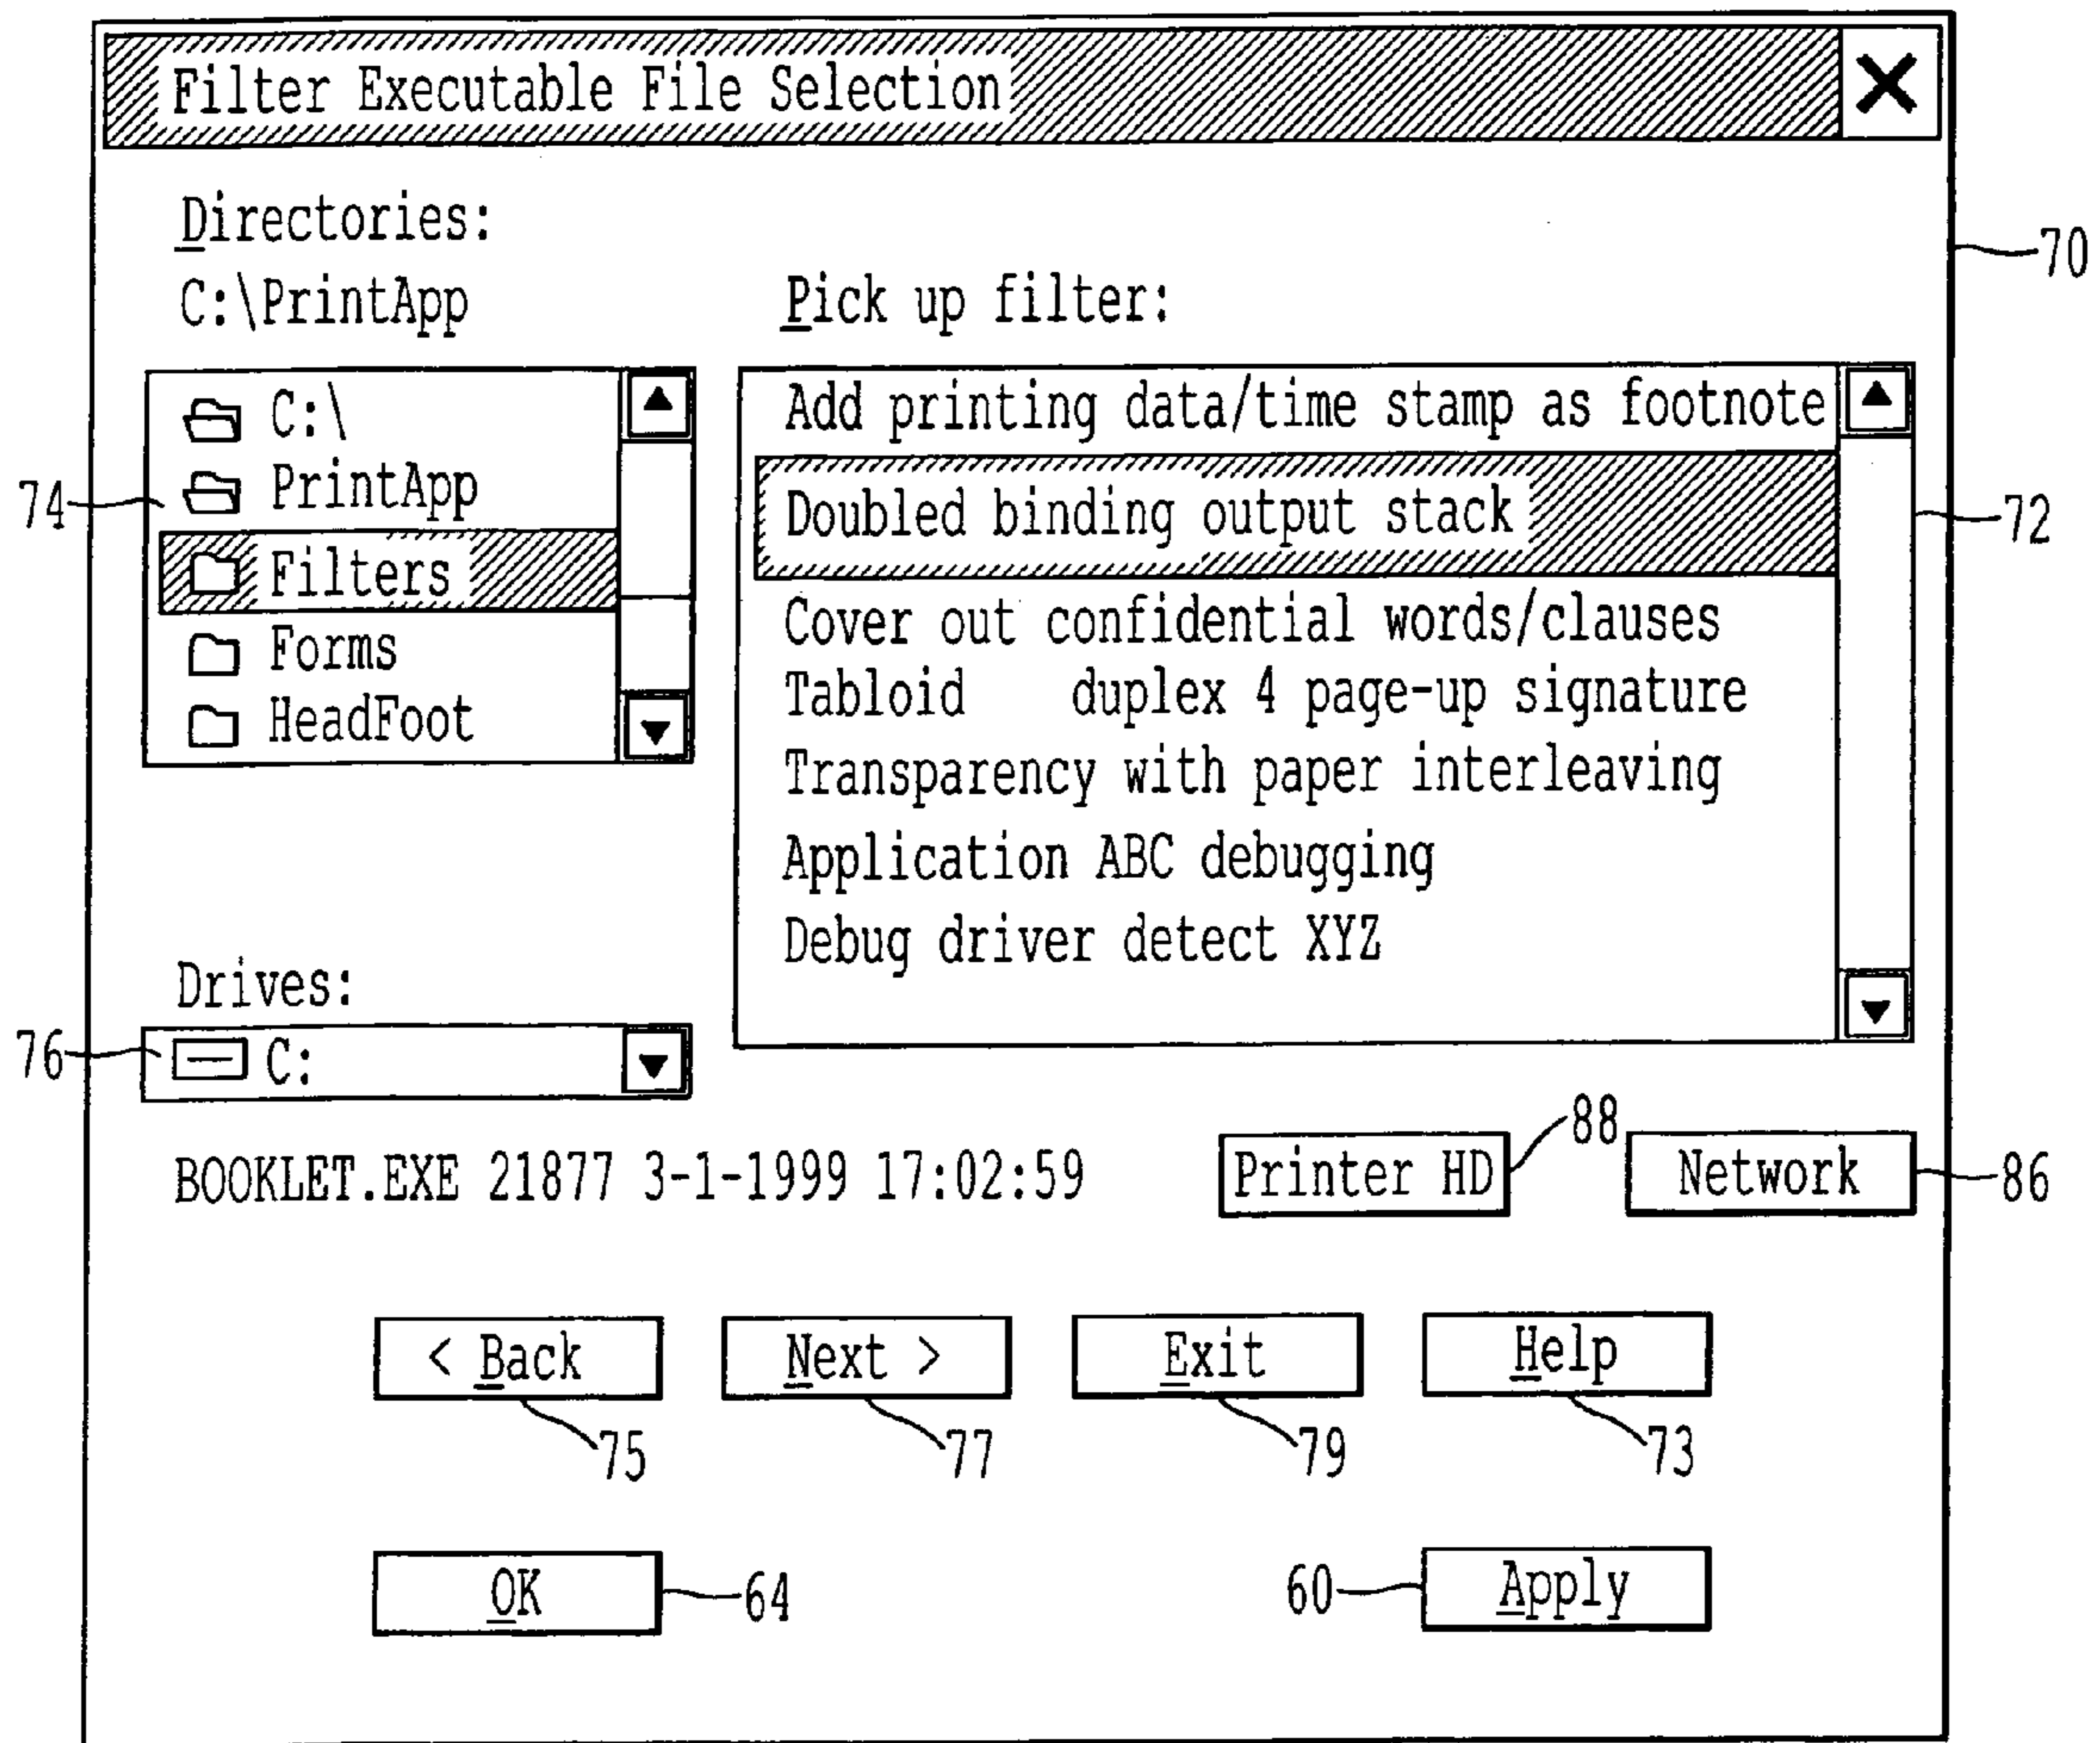 Filter Executable File Selection
Directories:
C:\PrintApp
Pick up filter:
70
C:\
PrintApp
Filters
Forms
HeadFoot
74
Add printing data/time stamp as footnote
Doubled binding output stack
Cover out confidential words/clauses
Tabloid duplex 4 page-up signature
Transparency with paper interleaving
Application ABC debugging
Debug driver detect XYZ
72
Drives:
76
C:
BOOKLET.EXE 21877 3-1-1999 17:02:59
Printer HD
88
Network
86
< Back
Next >
Exit
Help
75
77
79
73
OK
64
60
Apply